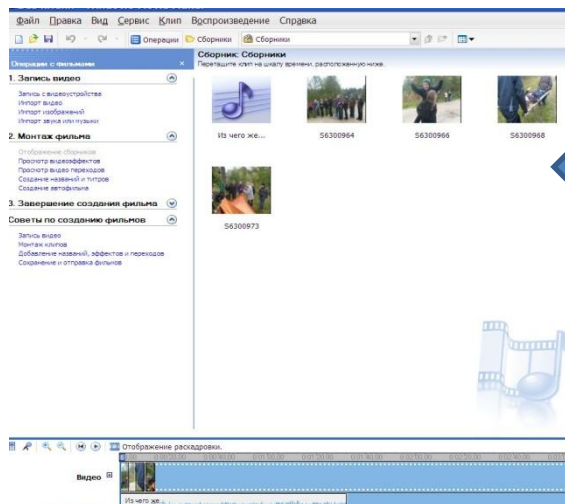 Файл Правка Вид Сервис Клип Воспроизведение Справка
Операции Сборники Сборники
Операции с фильмами
Сборник: Сборники
Перетащите клип на шкалу времени, расположенную ниже.
1. Запись видео
Запись с видеоустройства
Импорт видео
Импорт изображений
Импорт звука или музыки
2. Монтаж фильма
Отображение сборников
Просмотр видеоэффектов
Просмотр видео переходов
Создание названий и титров
Создание автофильма
3. Завершение создания фильма
Советы по созданию фильмов
Запись видео
Монтаж клипов
Добавление названий, эффектов и переходов
Сохранение и отправка фильмов
Из чего же...
S6300964
S6300966
S6300968
S6300973
Отображение раскадровки.
Видео
Из чего же